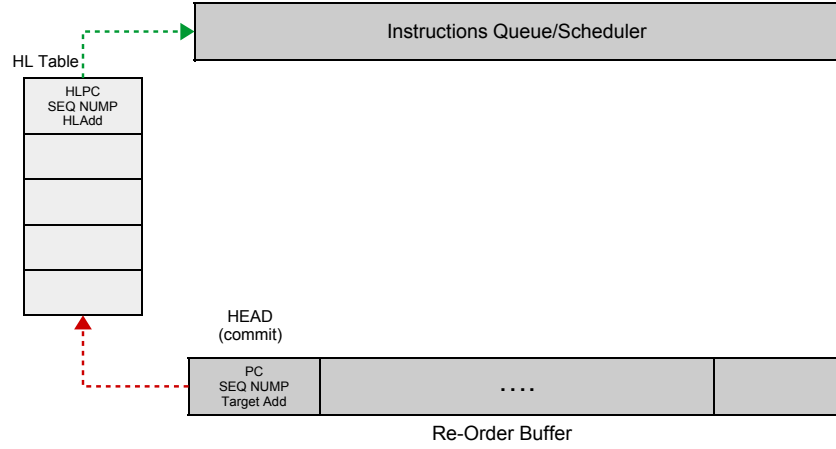 Instructions Queue/Scheduler
HL Table
HLPC
SEQ NUMP
HLAdd
HEAD
(commit)
PC
SEQ NUMP
Target Add
....
Re-Order Buffer